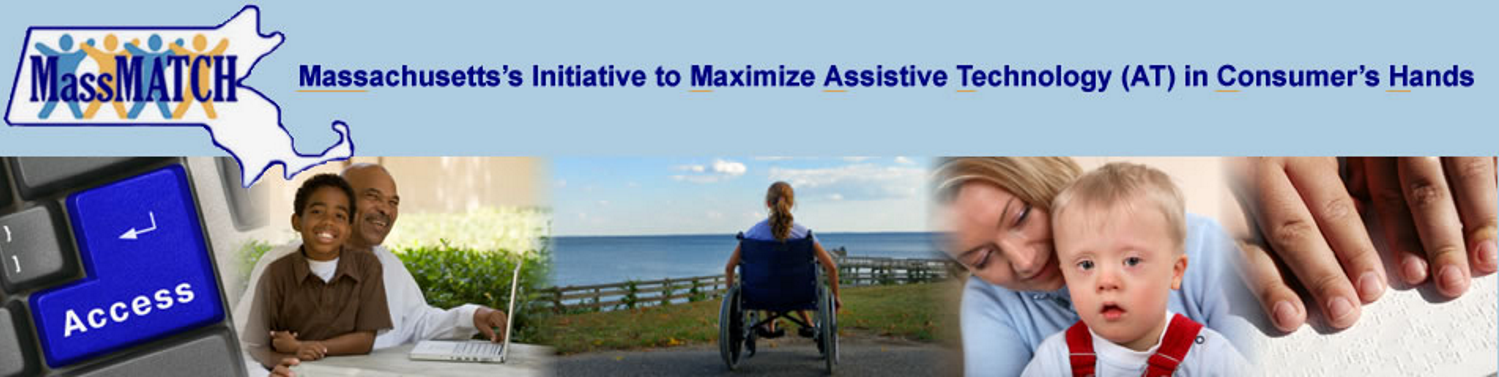 MassMATCH
Massachusetts's Initiative to Maximize Assistive Technology (AT) in Consumer's Hands
}
]
Access